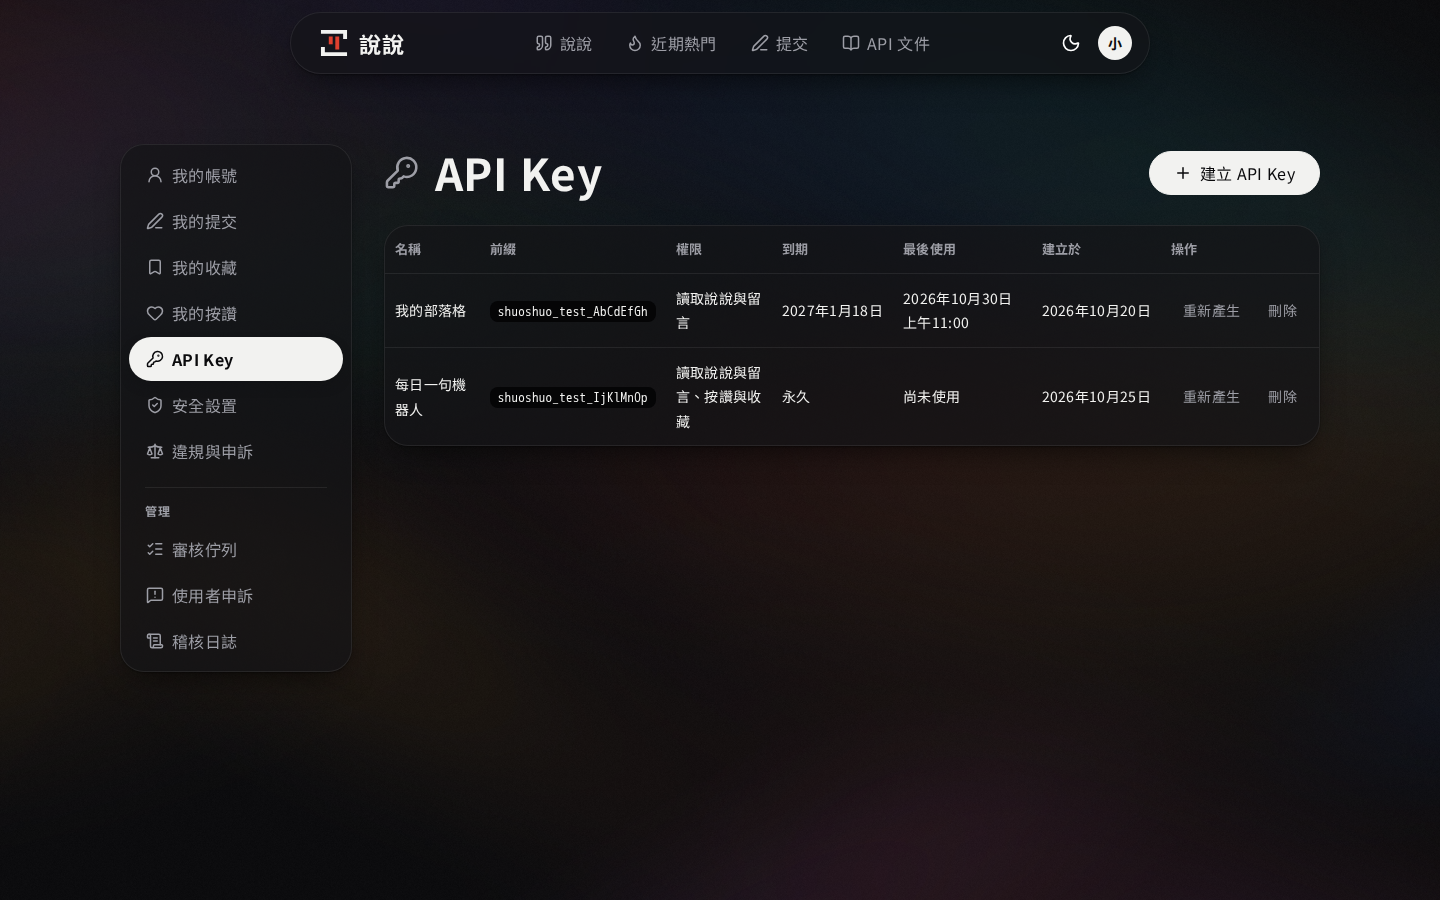 說說
說說
近期熱門
提交
API 文件
小
我的帳號
我的提交
我的收藏
我的按讚
API Key
安全設置
違規與申訴
管理
審核佇列
使用者申訴
稽核日誌
API Key
建立 API Key
名稱 前綴 權限 到期 最後使用 建立於 操作
我的部落格 shuoshuo_test_AbCdEfGh 讀取說說與留
言 2027年1月18日 2026年10月30日
上午11:00 2026年10月20日 重新產生 刪除
每日一句機
器人 shuoshuo_test_IjKlMnOp 讀取說說與留
言、按讚與收
藏 永久 尚未使用 2026年10月25日 重新產生 刪除